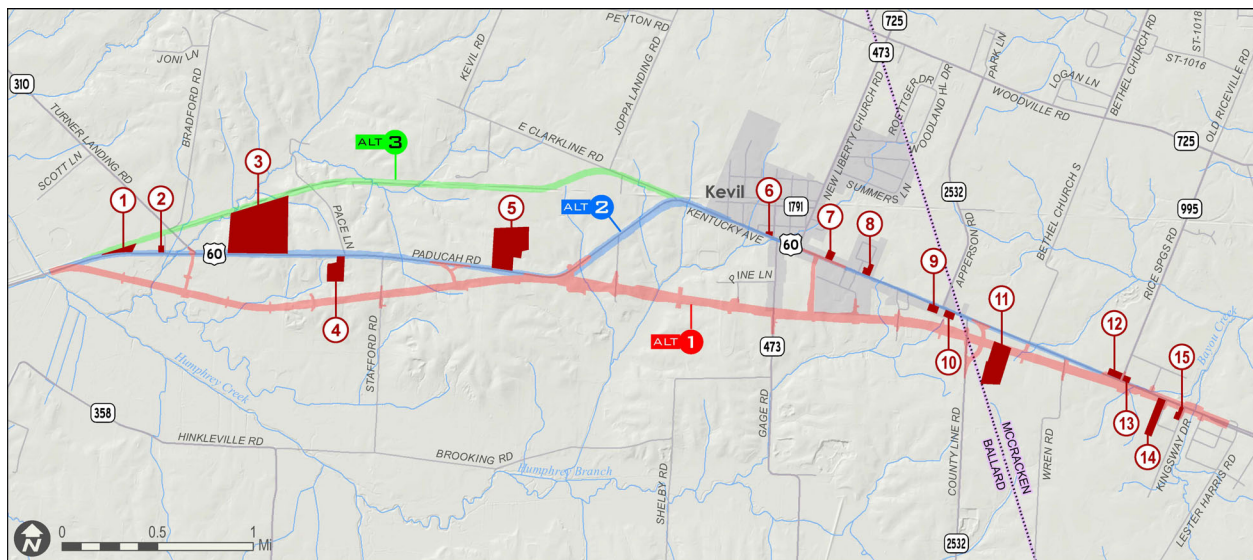 725
PEYTON RD
473
JONI LN
KEVIL RD
310
BRADFORD RD
TURNER LANDING RD
SCOTT LN
JOPPA LANDING RD
E CLARKLINE RD
ALT 3
NEW LIBERTY CHURCH RD
ROETTGER DR
WOODLAND HL DR
PARK LN
LOGAN LN
WOODVILLE RD
BETHEL CHURCH RD
ST-1016
ST-1018
OLD RICEVILLE RD
725
1
2
3
PACE LN
5
ALT 2
Kevil
6
1791
SUMMERS LN
2532
BETHEL CHURCH S
995
60
PADUCAH RD
KENTUCKY AVE
60
7
8
9
APPERSON RD
RICE SPGS RD
PINE LN
4
STAFFORD RD
ALT 1
473
10
11
12
13
15
Bayou Creek
14
KINGSWAY DR
LESTER HARRIS RD
Humphrey Creek
358
HINKLEVILLE RD
BROOKING RD
Humphrey Branch
SHELBY RD
GAGE RD
COUNTY LINE RD
MCCRACKEN
BALLARD
WREN RD
2532
0 0.5 1
Mi
N